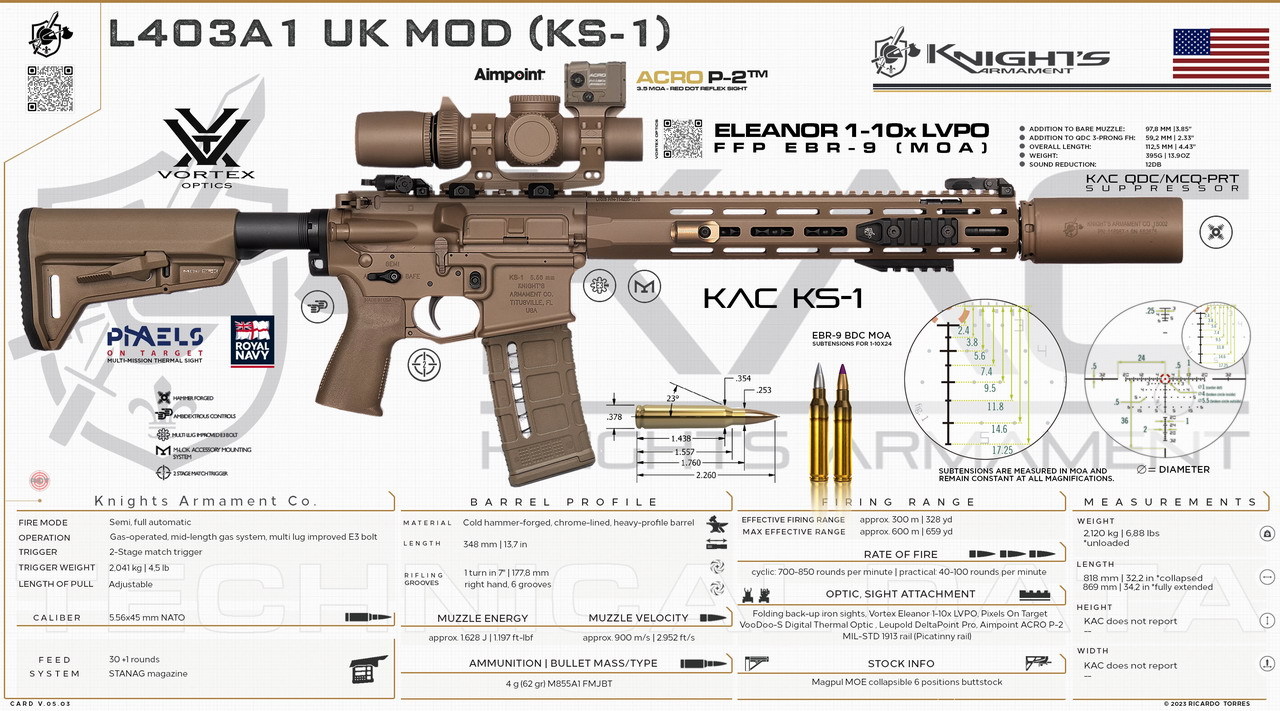 L403A1 UK MOD (KS-1)
KNIGHT'S
ARMAMENT
Aimpoint
ACRO P-2™
3.5 MOA - RED DOT REFLEX SIGHT
ACRO
VORTEX
OPTICS
VORTEX OPTICS
ELEANOR 1-10x LVPO
FFP EBR-9 (MOA)
ADDITION TO BARE MUZZLE: 97,8 MM |3.85"
ADDITION TO QDC 3-PRONG FH: 59,2 MM | 2.33"
OVERALL LENGTH: 112,5 MM | 4.43"
WEIGHT: 395G | 13.9OZ
SOUND REDUCTION: 12DB
KAC QDC/MCQ-PRT
SUPPRESSOR
KAC
KNIGHTS ARMAMENT
SEMI
SAFE
KS-1 5.56 mm
KNIGHT'S
ARMAMENT CO.
TITUSVILLE, FL
USA
KAC KS-1
PIXELS
ON TARGET
MULTI-MISSION THERMAL SIGHT
ROYAL
NAVY
HAMMER FORGED
AMBIDEXTROUS CONTROLS
MULTI-LUG IMPROVED E3 BOLT
M-LOK ACCESSORY MOUNTING
SYSTEM
2 STAGE MATCH TRIGGER
.354
.253
23°
.378
1.438
1.557
1.760
2.260
EBR-9 BDC MOA
SUBTENSIONS FOR 1-10X24
2.4
3.8
5.6
7.4
9.5
11.8
14.6
17.25
.25
24
.5
.1
36
2
SUBTENSIONS ARE MEASURED IN MOA AND
REMAIN CONSTANT AT ALL MAGNIFICATIONS.
∅ = DIAMETER
TECHNICAL DATA
Knights Armament Co.
FIRE MODE Semi, full automatic
OPERATION Gas-operated, mid-length gas system, multi lug improved E3 bolt
TRIGGER 2-Stage match trigger
TRIGGER WEIGHT 2,041 kg | 4,5 lb
LENGTH OF PULL Adjustable
CALIBER 5.56x45 mm NATO
FEED
SYSTEM
30 +1 rounds
STANAG magazine
BARREL PROFILE
MATERIAL Cold hammer-forged, chrome-lined, heavy-profile barrel
LENGTH 348 mm | 13,7 in
RIFLING
GROOVES
1 turn in 7" | 177,8 mm
right hand, 6 grooves
MUZZLE ENERGY
approx. 1.628 J | 1.197 ft-lbf
MUZZLE VELOCITY
approx. 900 m/s | 2.952 ft/s
AMMUNITION | BULLET MASS/TYPE
4 g (62 gr) M855A1 FMJBT
FIRING RANGE
EFFECTIVE FIRING RANGE approx. 300 m | 328 yd
MAX EFFECTIVE RANGE approx. 600 m | 659 yd
RATE OF FIRE
cyclic: 700-850 rounds per minute | practical: 40-100 rounds per minute
OPTIC, SIGHT ATTACHMENT
Folding back-up iron sights, Vortex Eleanor 1-10x LVPO, Pixels On Target
VooDoo-S Digital Thermal Optic , Leupold DeltaPoint Pro, Aimpoint ACRO P-2
MIL-STD 1913 rail (Picatinny rail)
STOCK INFO
Magpul MOE collapsible 6 positions buttstock
MEASUREMENTS
WEIGHT
2,120 kg | 6,88 lbs
*unloaded
LENGTH
818 mm | 32,2 in *collapsed
869 mm | 34,2 in *fully extended
HEIGHT
KAC does not report
--
WIDTH
KAC does not report
--
CARD V.05.03
© 2023 RICARDO TORRES